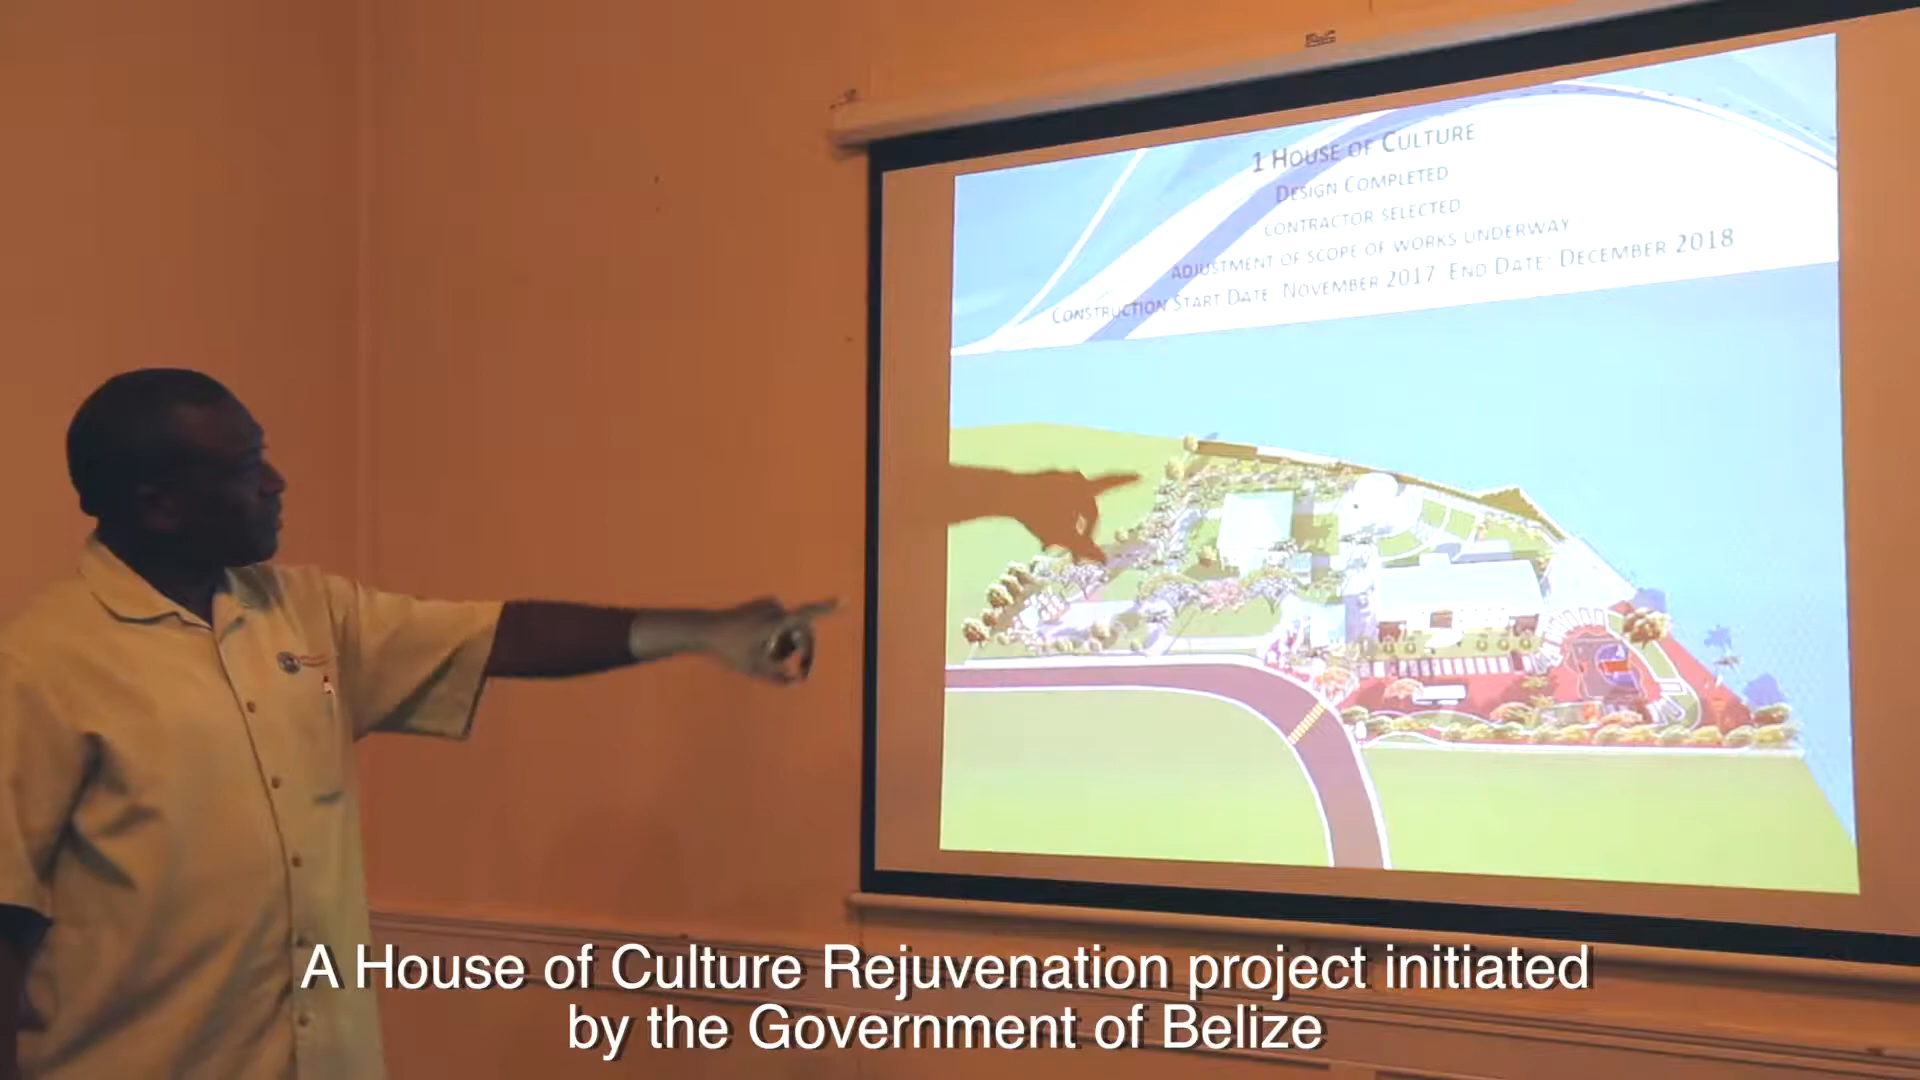 1 HOUSE OF CULTURE
DESIGN COMPLETED
CONTRACTOR SELECTED
ADJUSTMENT OF SCOPE OF WORKS UNDERWAY
CONSTRUCTION START DATE: NOVEMBER 2017 END DATE: DECEMBER 2018
A House of Culture Rejuvenation project initiated
by the Government of Belize